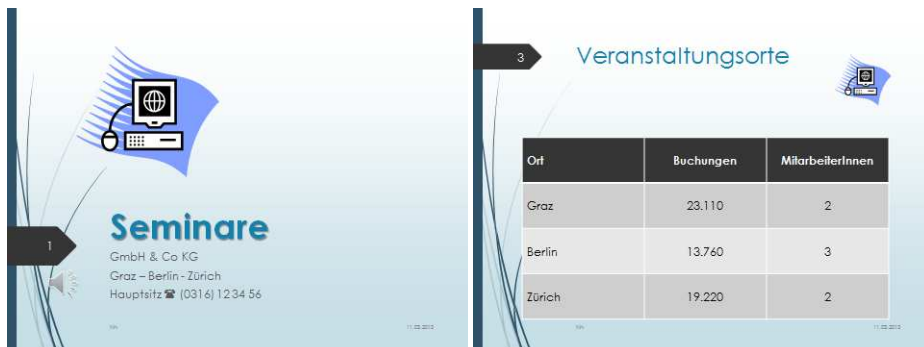 Seminare
1
GmbH & Co KG
Graz – Berlin - Zürich
Hauptsitz ☎ (0316) 12 34 56
3
Veranstaltungsorte
Ort Buchungen MitarbeiterInnen
Graz 23.110 2
Berlin 13.760 3
Zürich 19.220 2